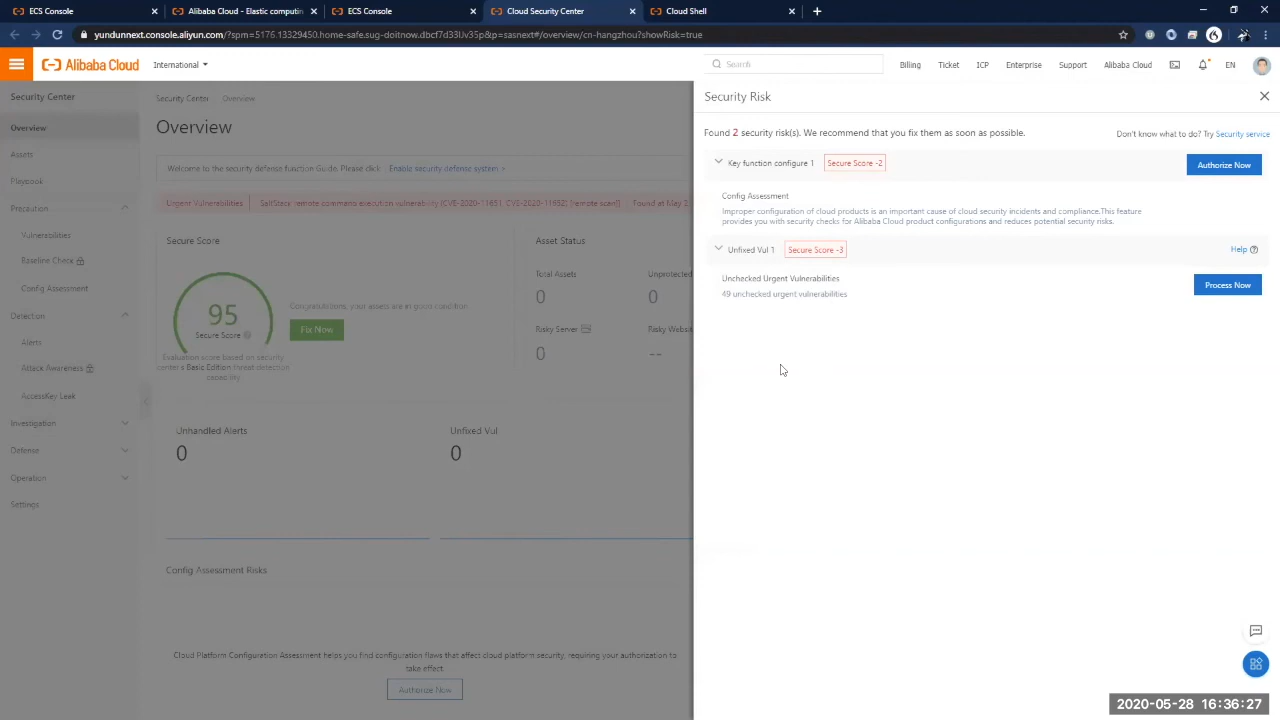 ECS Console
Alibaba Cloud - Elastic computin
ECS Console
Cloud Security Center
Cloud Shell
yundunnext.console.aliyun.com/?spm=5176.13329450.home-safe.sug-doitnow.dbcf7d33Uv35pd&p=sasnext#/overview/cn-hangzhou?showRisk=true
Alibaba Cloud
International
Search
Billing
Ticket
ICP
Enterprise
Support
Alibaba Cloud
EN
Security Center
Overview
Assets
Playbook
Precaution
Vulnerabilities
Baseline Check
Config Assessment
Detection
Alerts
Attack Awareness
AccessKey Leak
Investigation
Defense
Operation
Settings
Security Center
Overview
Overview
Welcome to the security defense function Guide. Please click
Enable security defense system >
Urgent Vulnerabilities
SaltStack remote command execution vulnerability (CVE-2020-11651, CVE-2020-11652) [remote scan]
Found at May 2
Secure Score
95
Secure Score
Evaluation score based on security
center's Basic Edition threat detection
capability
Congratulations, your assets are in good condition
Fix Now
Asset Status
Total Assets
0
Unprotected
0
Risky Server
0
Risky Websit
--
Unhandled Alerts
0
Unfixed Vul
0
Config Assessment Risks
Cloud Platform Configuration Assessment helps you find configuration flaws that affect cloud platform security, requiring your authorization to
take effect.
Authorize Now
Security Risk
Found 2 security risk(s). We recommend that you fix them as soon as possible.
Don't know what to do? Try Security service
Key function configure 1
Secure Score -2
Authorize Now
Config Assessment
Improper configuration of cloud products is an important cause of cloud security incidents and compliance.This feature
provides you with security checks for Alibaba Cloud product configurations and reduces potential security risks.
Unfixed Vul 1
Secure Score -3
Help
Unchecked Urgent Vulnerabilities
49 unchecked urgent vulnerabilities
Process Now
2020-05-28 16:36:27